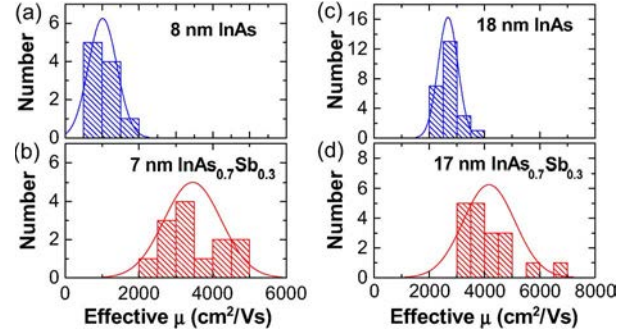 (a)
8 nm InAs
Number
6
4
2
0
(b)
7 nm InAs0.7Sb0.3
Number
6
4
2
0
0 2000 4000 6000
Effective μ (cm²/Vs)
(c)
18 nm InAs
Number
16
12
8
4
0
(d)
17 nm InAs0.7Sb0.3
Number
8
6
4
2
0
0 2000 4000 6000 8000
Effective μ (cm²/Vs)